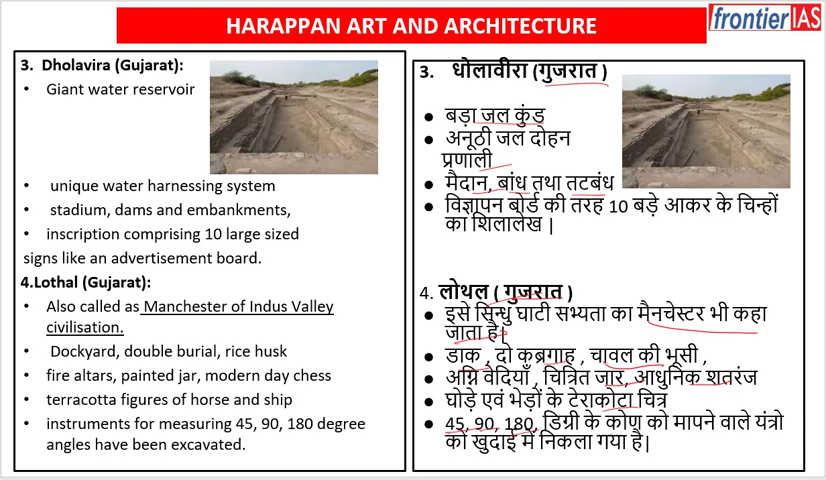 HARAPPAN ART AND ARCHITECTURE
frontierIAS
3. Dholavira (Gujarat):
• Giant water reservoir
• unique water harnessing system
• stadium, dams and embankments,
• inscription comprising 10 large sized
signs like an advertisement board.
4.Lothal (Gujarat):
• Also called as Manchester of Indus Valley
civilisation.
• Dockyard, double burial, rice husk
• fire altars, painted jar, modern day chess
• terracotta figures of horse and ship
• instruments for measuring 45, 90, 180 degree
angles have been excavated.
3. धोलावीरा (गुजरात )
• बड़ा जल कुंड
• अनूठी जल दोहन
प्रणाली
• मैदान, बांध तथा तटबंध
• विज्ञापन बोर्ड की तरह 10 बड़े आकर के चिन्हों
का शिलालेख |
4. लोथल ( गुजरात )
• इसे सिन्धु घाटी सभ्यता का मैनचेस्टर भी कहा
जाता है|
• डाक , दो कब्रगाह , चावल की भूसी ,
• अग्नि वेदियाँ , चित्रित जार, आधुनिक शतरंज
• घोड़े एवं भेड़ों के टेराकोटा चित्र
• 45, 90, 180, डिग्री के कोण को मापने वाले यंत्रो
को खुदाई में निकला गया है|